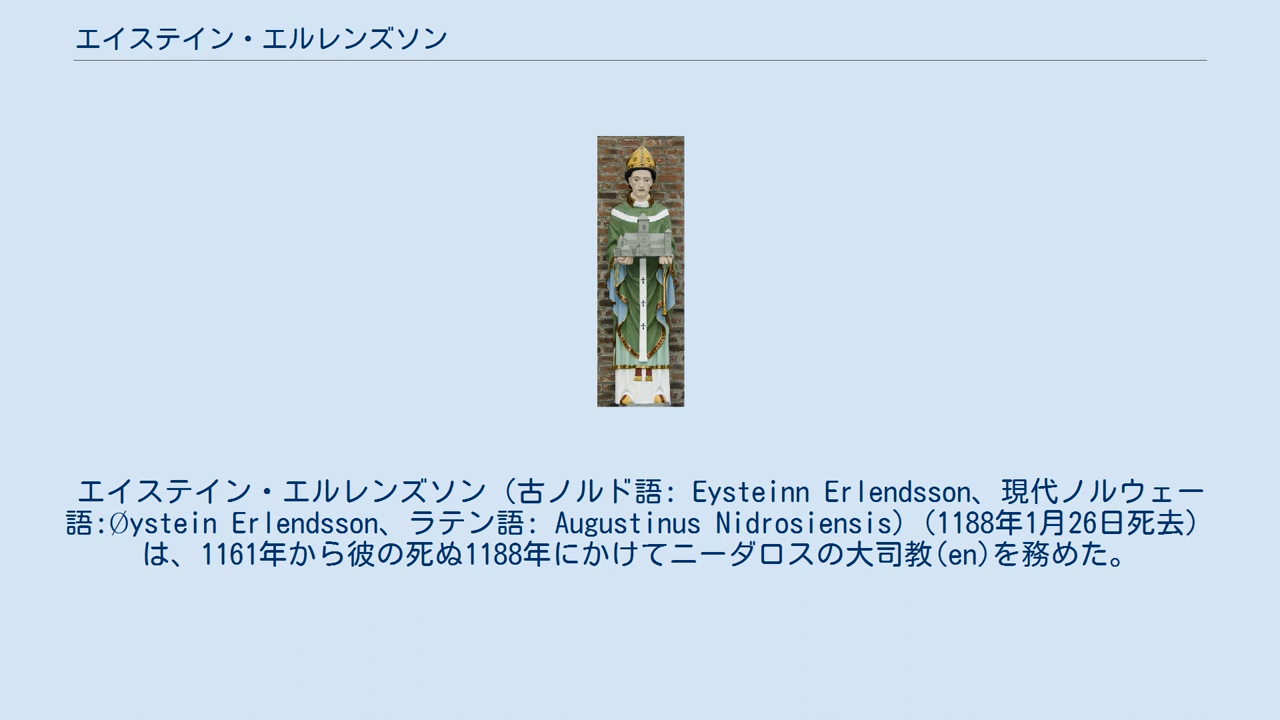 エイステイン・エルレンズソン
エイステイン・エルレンズソン（古ノルド語: Eysteinn Erlendsson、現代ノルウェー
語:Øystein Erlendsson、ラテン語: Augustinus Nidrosiensis）(1188年1月26日死去）
は、1161年から彼の死ぬ1188年にかけてニーダロスの大司教(en)を務めた。